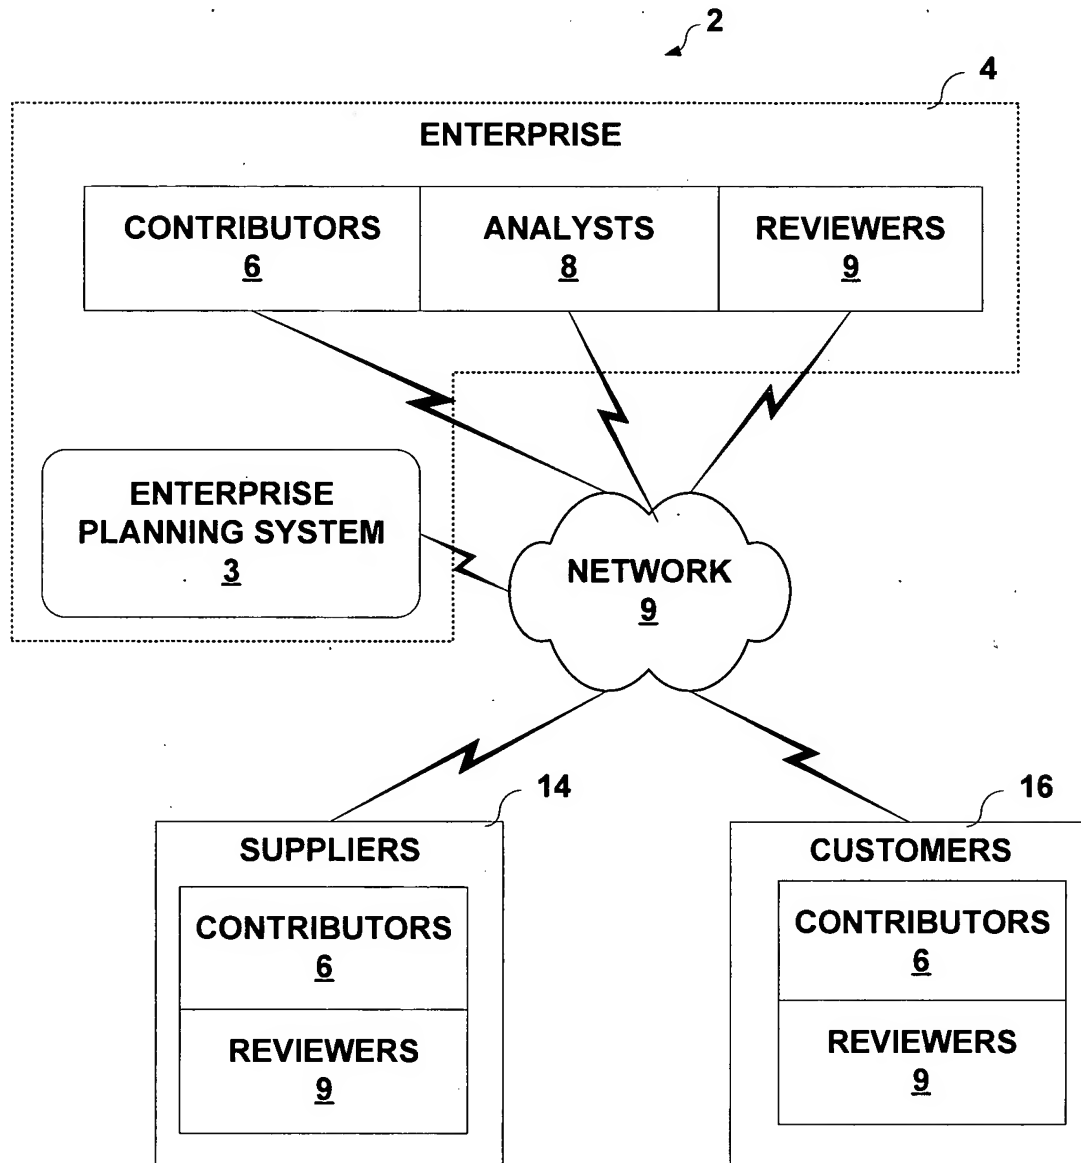 2
4
ENTERPRISE
CONTRIBUTORS
6
ANALYSTS
8
REVIEWERS
9
ENTERPRISE
PLANNING SYSTEM
3
NETWORK
9
14
SUPPLIERS
CONTRIBUTORS
6
REVIEWERS
9
16
CUSTOMERS
CONTRIBUTORS
6
REVIEWERS
9